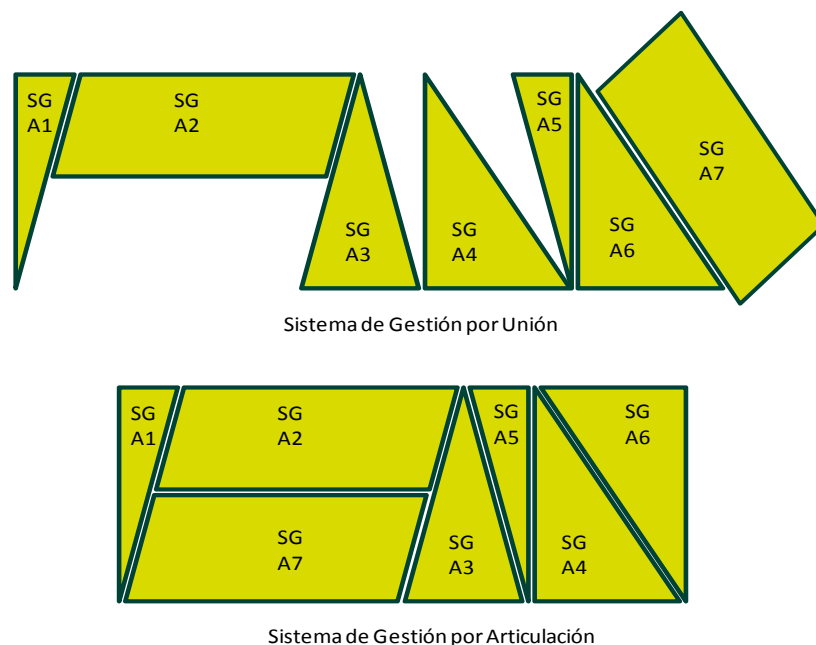 SG
A1
SG
A2
SG
A3
SG
A4
SG
A5
SG
A6
SG
A7
Sistema de Gestión por Unión
SG
A1
SG
A2
SG
A7
SG
A3
SG
A5
SG
A4
SG
A6
Sistema de Gestión por Articulación